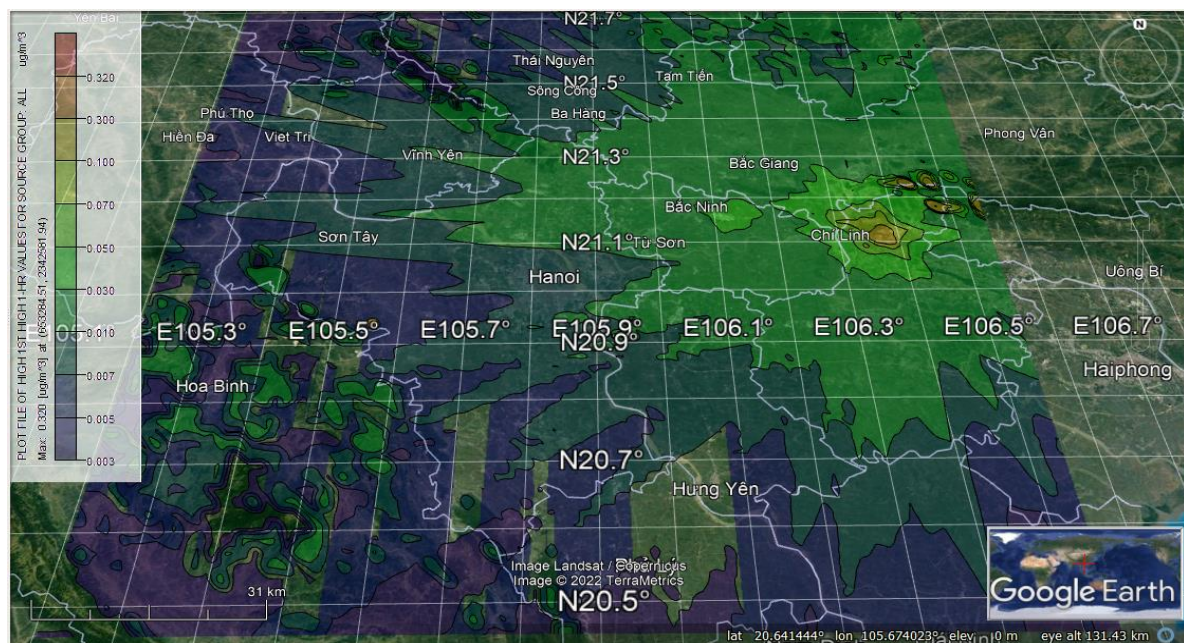 Yên Bái
ug/m^3
PLOT FILE OF HIGH 1ST HIGH 1-HR VALUES FOR SOURCE GROUP: ALL
Max: 0.320 [ug/m^3] at (653284.51, 2342581.94)
0.320
0.300
0.100
0.070
0.050
0.030
0.010
0.007
0.005
0.003
N21.7°
N
Thái Nguyên
Tam Tiến
N21.5°
Sông Công
Ba Hàng
Phú Thọ
Hiền Đa
Viet Tri
Phong Vân
Vĩnh Yên
N21.3°
Bắc Giang
Bắc Ninh
Sơn Tây
N21.1°
Từ Sơn
Chí Linh
Hanoi
Uông Bí
E105.3°
E105.5°
E105.7°
E105.9°
E106.1°
E106.3°
E106.5°
E106.7°
N20.9°
Haiphong
Hoa Binh
N20.7°
Hưng Yên
Image Landsat / Copernicus
Image © 2022 TerraMetrics
31 km
N20.5°
Google Earth
lat 20.641444° lon 105.674023° elev 0 m eye alt 131.43 km